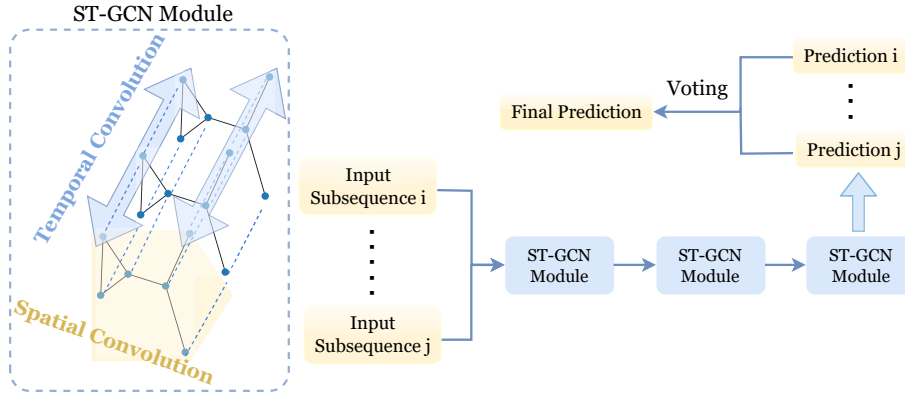 ST-GCN Module
Temporal Convolution
Spatial Convolution
Input
Subsequence i
Input
Subsequence j
ST-GCN
Module
ST-GCN
Module
ST-GCN
Module
Prediction i
Prediction j
Voting
Final Prediction